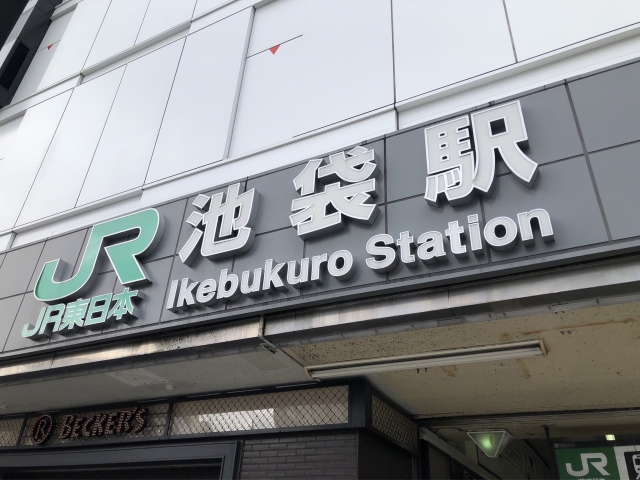 池袋駅
JR
JR東日本
Ikebukuro Station
R BECKER'S
JR